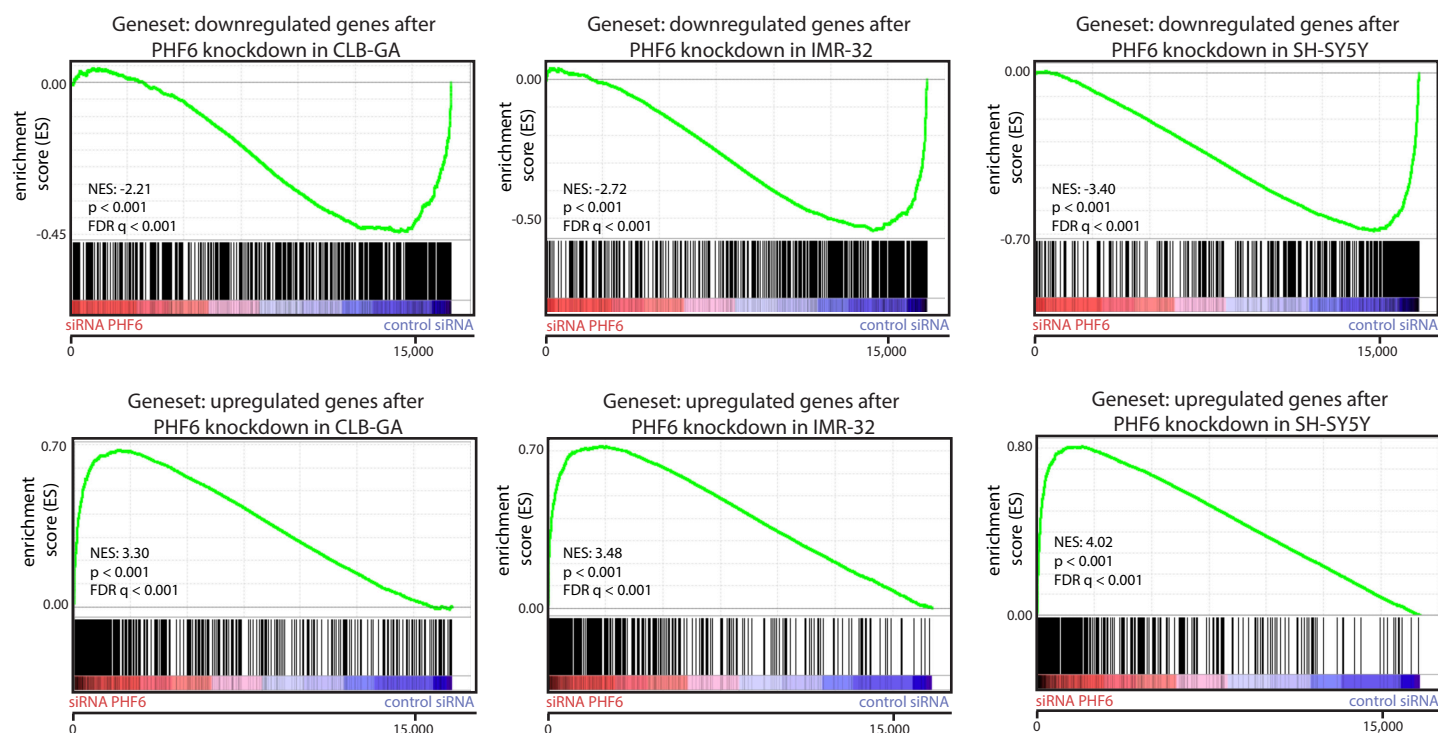 Geneset: downregulated genes after
PHF6 knockdown in CLB-GA
0.00
enrichment
score (ES)
NES: -2.21
p < 0.001
FDR q < 0.001
-0.45
siRNA PHF6
control siRNA
0
15,000
Geneset: downregulated genes after
PHF6 knockdown in IMR-32
0.00
enrichment
score (ES)
NES: -2.72
p < 0.001
FDR q < 0.001
-0.50
siRNA PHF6
control siRNA
0
15,000
Geneset: downregulated genes after
PHF6 knockdown in SH-SY5Y
0.00
enrichment
score (ES)
NES: -3.40
p < 0.001
FDR q < 0.001
-0.70
siRNA PHF6
control siRNA
0
15,000
Geneset: upregulated genes after
PHF6 knockdown in CLB-GA
0.70
enrichment
score (ES)
NES: 3.30
p < 0.001
FDR q < 0.001
0.00
siRNA PHF6
control siRNA
0
15,000
Geneset: upregulated genes after
PHF6 knockdown in IMR-32
0.70
enrichment
score (ES)
NES: 3.48
p < 0.001
FDR q < 0.001
0.00
siRNA PHF6
control siRNA
0
15,000
Geneset: upregulated genes after
PHF6 knockdown in SH-SY5Y
0.80
enrichment
score (ES)
NES: 4.02
p < 0.001
FDR q < 0.001
0.00
siRNA PHF6
control siRNA
0
15,000